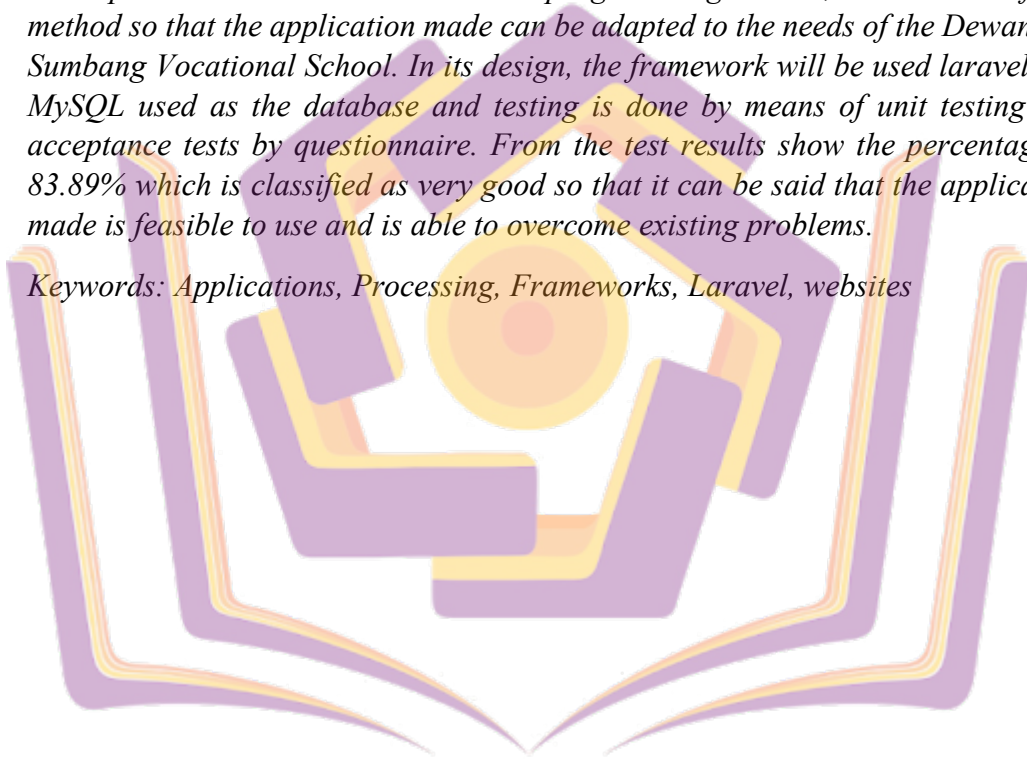 method so that the application made can be adapted to the needs of the Dewan
Sumbang Vocational School. In its design, the framework will be used laravel
MySQL used as the database and testing is done by means of unit testing
acceptance tests by questionnaire. From the test results show the
83.89% which is classified as very good so that it can be said that the
made is feasible to use and is able to overcome existing problems.
Keywords: Applications, Processing, Frameworks, Laravel, websites